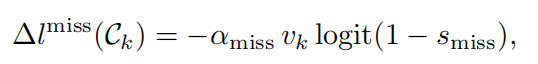 Δl^miss(𝒞_k) = −α_miss v_k logit(1 − s_miss),